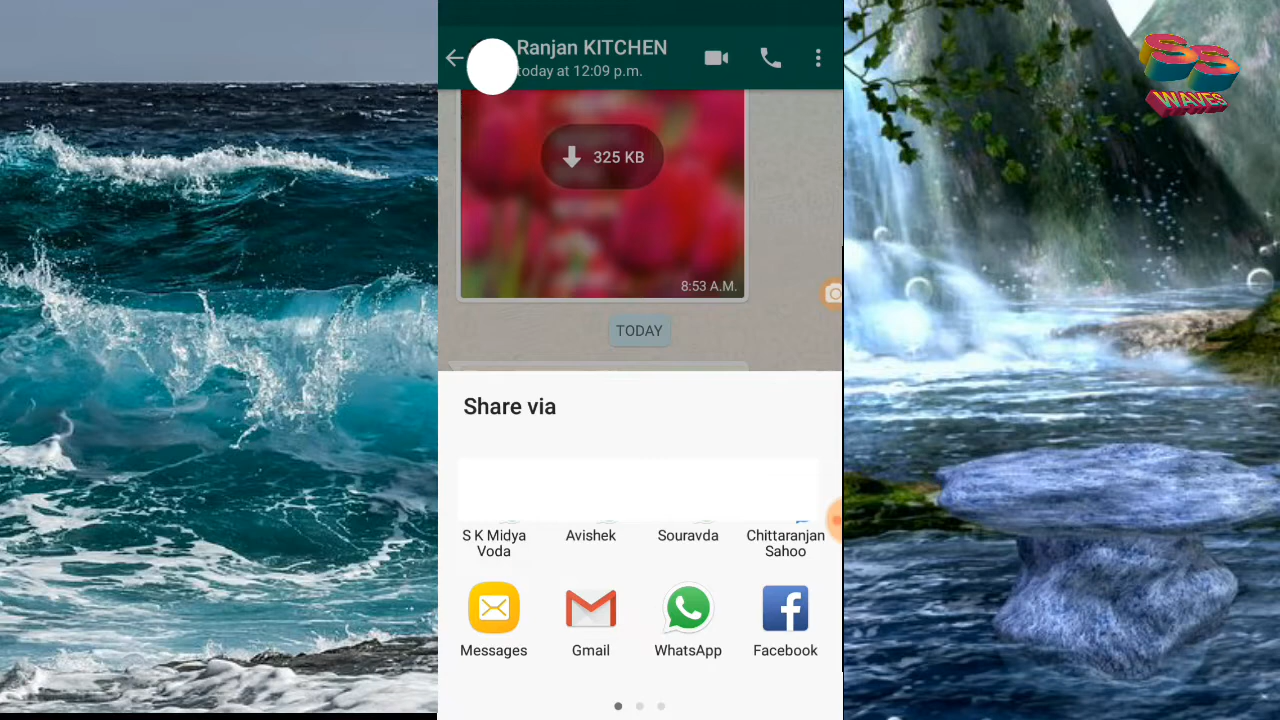 Ranjan KITCHEN
today at 12:09 p.m.
SS
WAVES
325 KB
8:53 A.M.
TODAY
Share via
S K Midya
Voda
Avishek
Souravda
Chittaranjan
Sahoo
Messages
Gmail
WhatsApp
Facebook